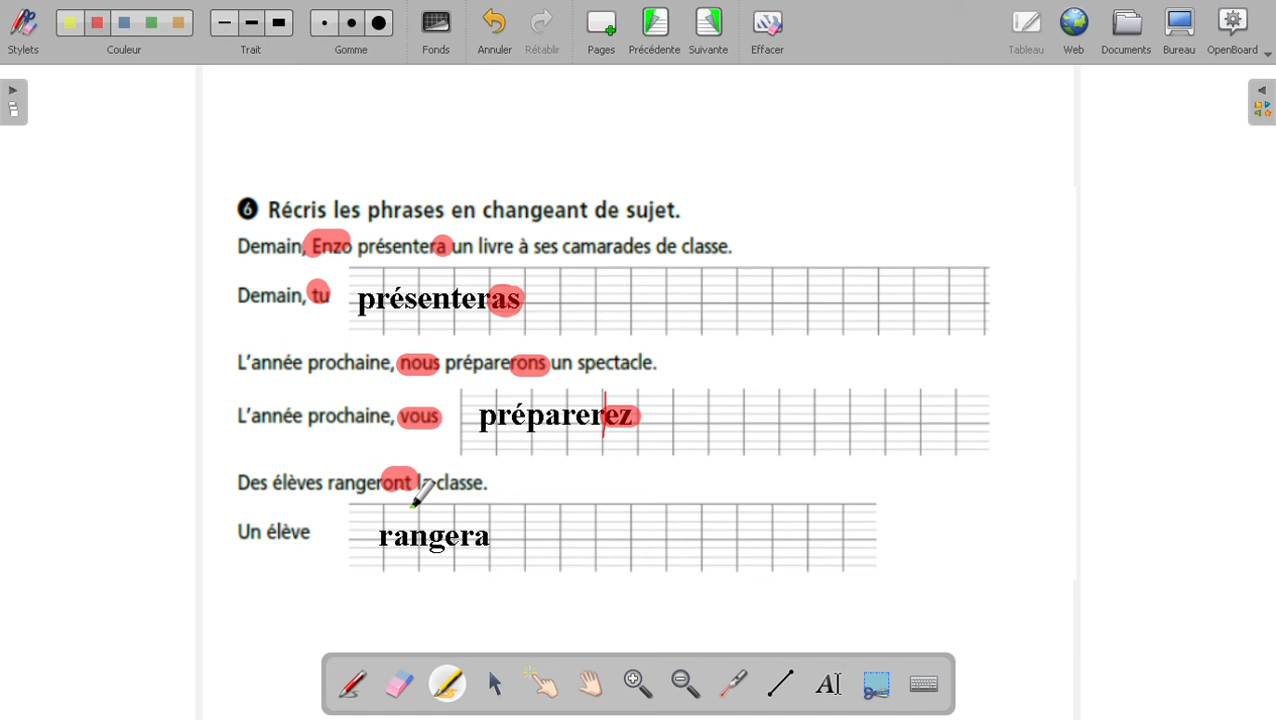 Stylets Couleur Trait Gomme Fonds Annuler Rétablir Pages Précédente Suivante Effacer Tableau Web Documents Bureau OpenBoard
6 Récris les phrases en changeant de sujet.
Demain, Enzo présentera un livre à ses camarades de classe.
Demain, tu présenteras
L'année prochaine, nous préparerons un spectacle.
L'année prochaine, vous préparerez
Des élèves rangeront la classe.
Un élève rangera
AI